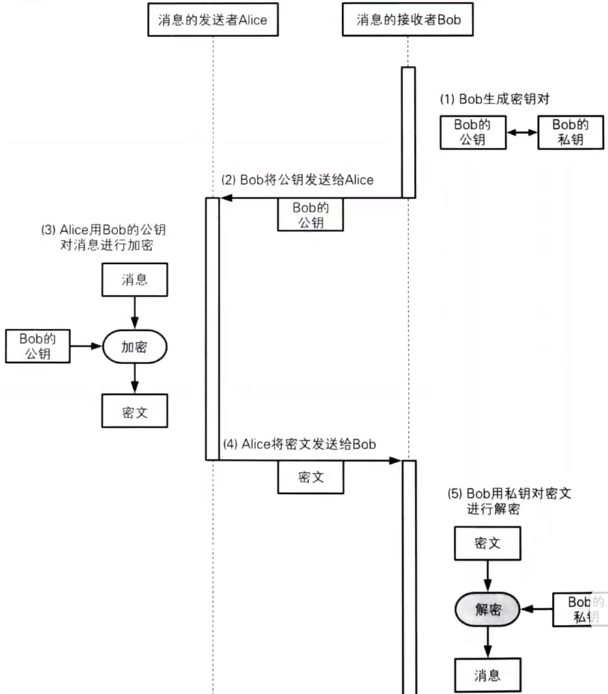 消息的发送者Alice
消息的接收者Bob
(1) Bob生成密钥对
Bob的
公钥
Bob的
私钥
(2) Bob将公钥发送给Alice
Bob的
公钥
(3) Alice用Bob的公钥
对消息进行加密
消息
Bob的
公钥
加密
密文
(4) Alice将密文发送给Bob
密文
(5) Bob用私钥对密文
进行解密
密文
解密
Bob的
私钥
消息